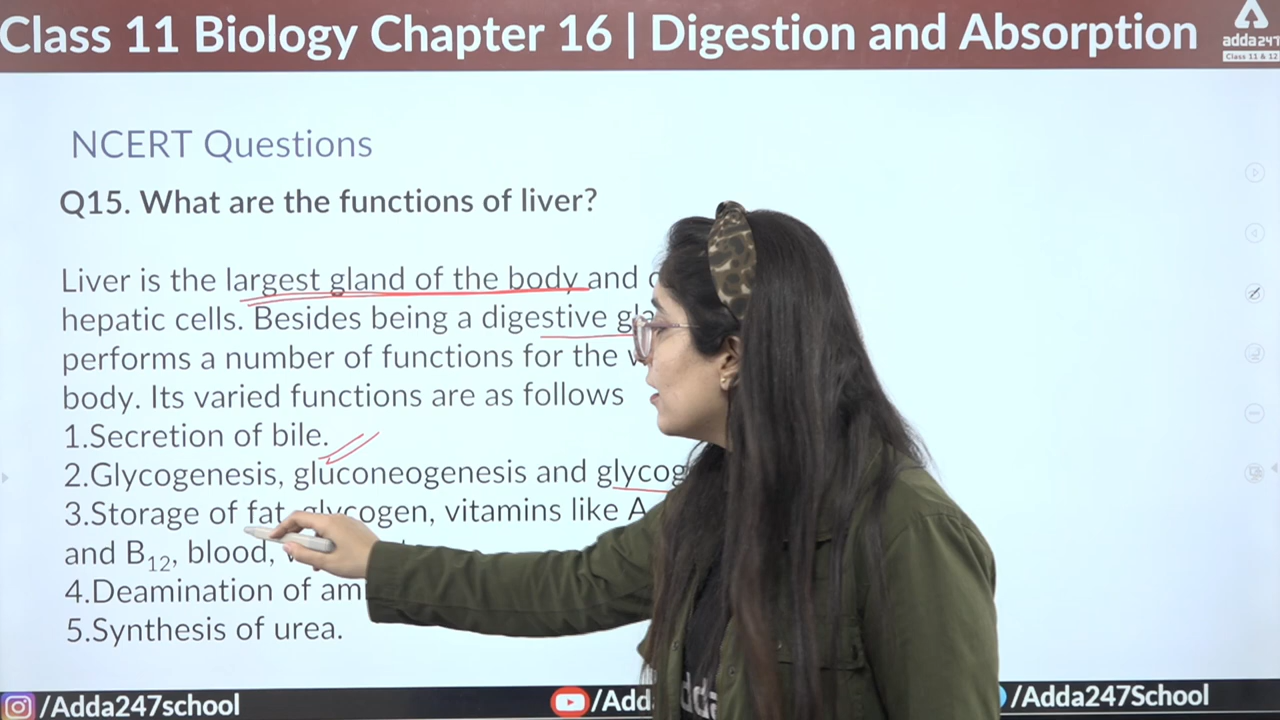 Class 11 Biology Chapter 16 | Digestion and Absorption
adda247
Class 11 & 12
NCERT Questions
Q15. What are the functions of liver?
Liver is the largest gland of the body and
hepatic cells. Besides being a digestive
performs a number of functions for the
body. Its varied functions are as follows
1.Secretion of bile.
2.Glycogenesis, gluconeogenesis and
3.Storage of fat, glycogen, vitamins like A
and B₁₂, blood,
4.Deamination of
5.Synthesis of urea.
/Adda247school
/Adda247School